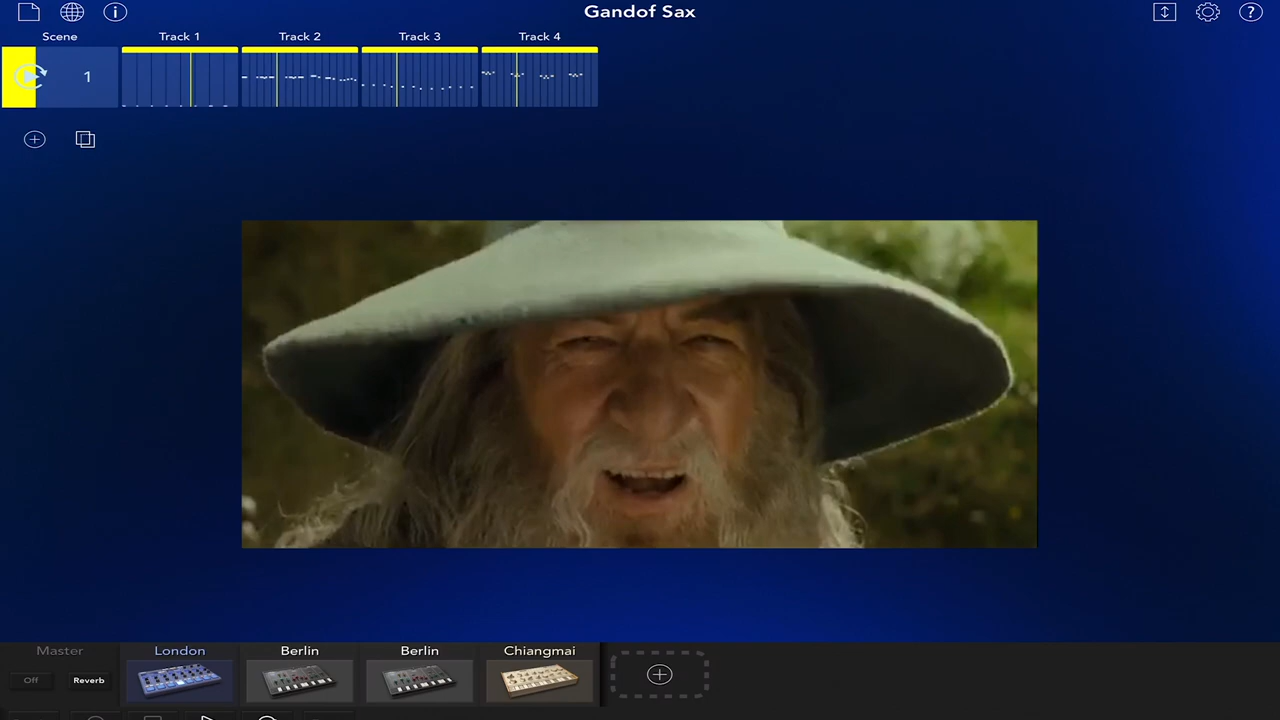 Gandof Sax
Scene
Track 1
Track 2
Track 3
Track 4
1
Master
London
Berlin
Berlin
Chiangmai
Off
Reverb